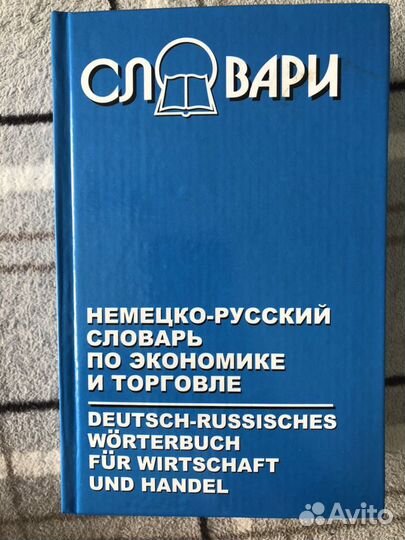 СЛОВАРИ
НЕМЕЦКО-РУССКИЙ
СЛОВАРЬ
ПО ЭКОНОМИКЕ
И ТОРГОВЛЕ
DEUTSCH-RUSSISCHES
WÖRTERBUCH
FÜR WIRTSCHAFT
UND HANDEL
Avito